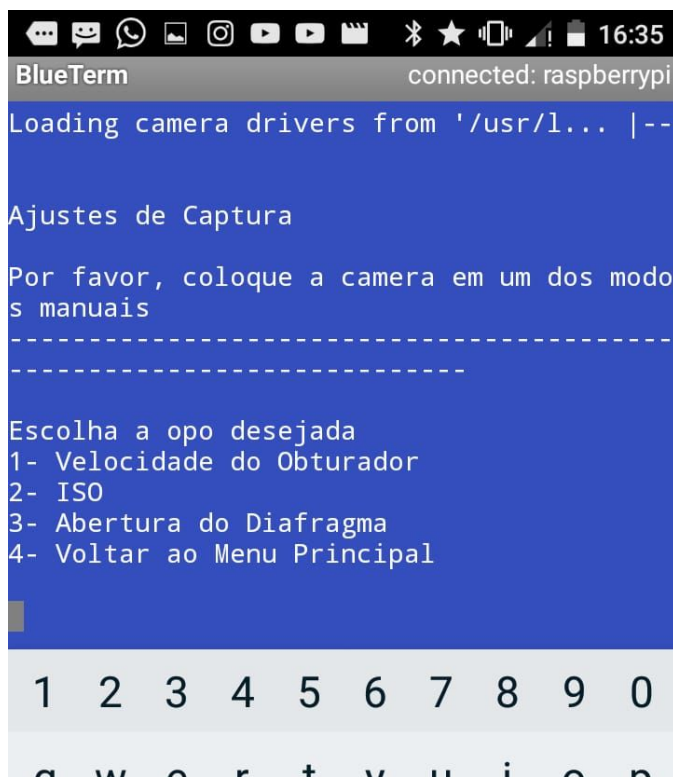 16:35
BlueTerm connected: raspberrypi
Loading camera drivers from '/usr/l... |--
Ajustes de Captura
Por favor, coloque a camera em um dos modo
s manuais
------------------------------------------
-----------------------------
Escolha a opo desejada
1- Velocidade do Obturador
2- ISO
3- Abertura do Diafragma
4- Voltar ao Menu Principal
1 2 3 4 5 6 7 8 9 0
q w e r t y u i o p